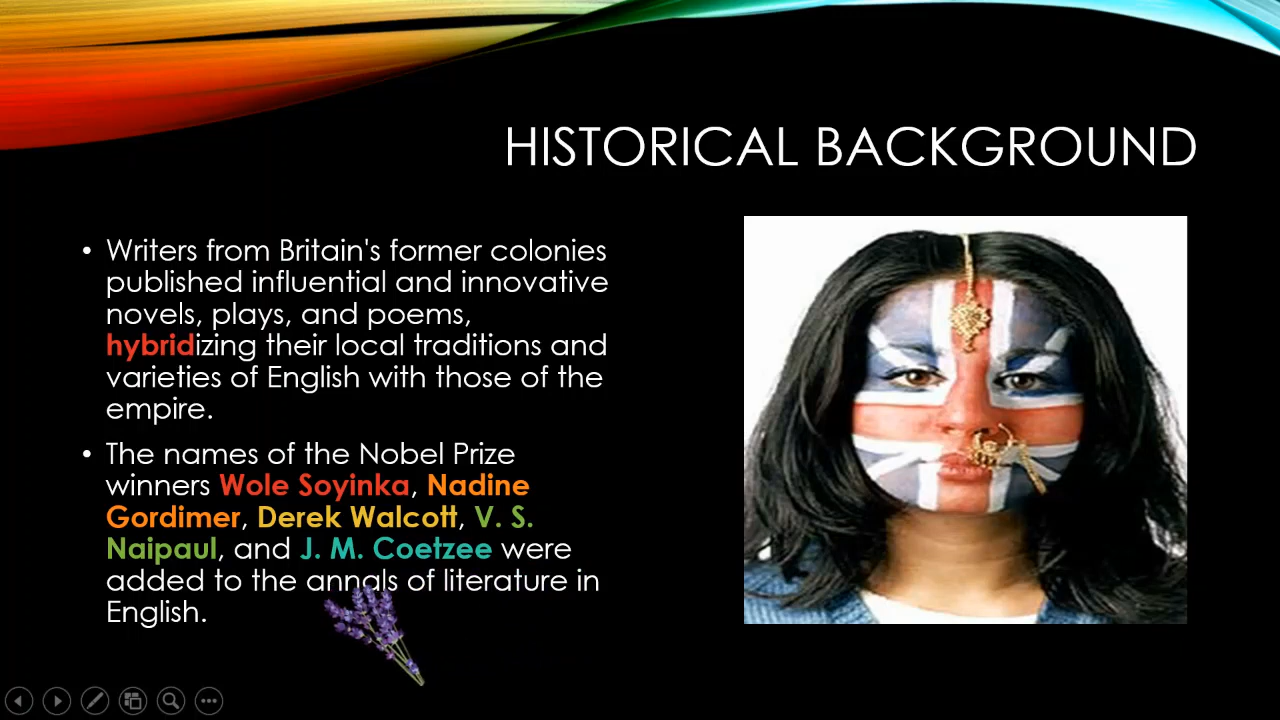 HISTORICAL BACKGROUND
• Writers from Britain's former colonies
published influential and innovative
novels, plays, and poems,
hybridizing their local traditions and
varieties of English with those of the
empire.
• The names of the Nobel Prize
winners Wole Soyinka, Nadine
Gordimer, Derek Walcott, V. S.
Naipaul, and J. M. Coetzee were
added to the annals of literature in
English.